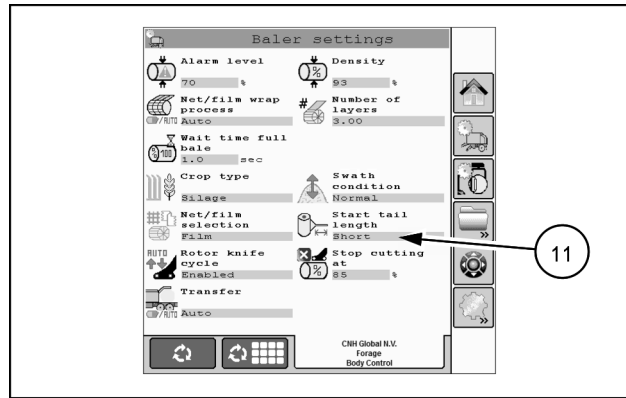 Baler settings
Alarm level
70 %
Density
93 %
Net/film wrap
process
Auto
Number of
layers
3.00
Wait time full
bale
1.0 sec
Crop type
Silage
Swath
condition
Normal
Net/film
selection
Film
Start tail
length
Short
Rotor knife
cycle
Enabled
Stop cutting
at
85 %
Transfer
Auto
CNH Global N.V.
Forage
Body Control
11
%
#
/AUTO
%100
AUTO
%
/AUTO
»
»